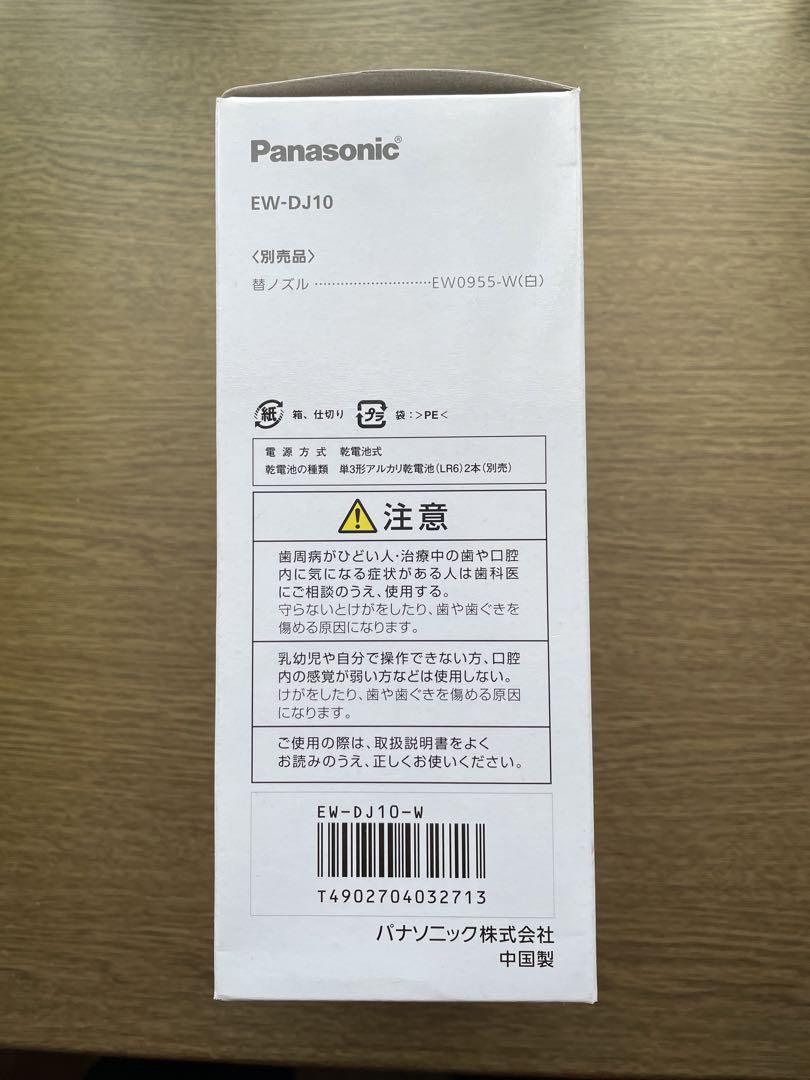 Panasonic®
EW-DJ10
〈別売品〉
替ノズル ………………………EW0955-W(白)
紙 箱、仕切り プラ 袋:>PE<
電源方式 乾電池式
乾電池の種類 単3形アルカリ乾電池(LR6)2本(別売)
注意
歯周病がひどい人・治療中の歯や口腔
内に気になる症状がある人は歯科医
にご相談のうえ、使用する。
守らないとけがをしたり、歯や歯ぐきを
傷める原因になります。
乳幼児や自分で操作できない方、口腔
内の感覚が弱い方などは使用しない。
けがをしたり、歯や歯ぐきを傷める原因
になります。
ご使用の際は、取扱説明書をよく
お読みのうえ、正しくお使いください。
EW-DJ10-W
T4902704032713
パナソニック株式会社
中国製